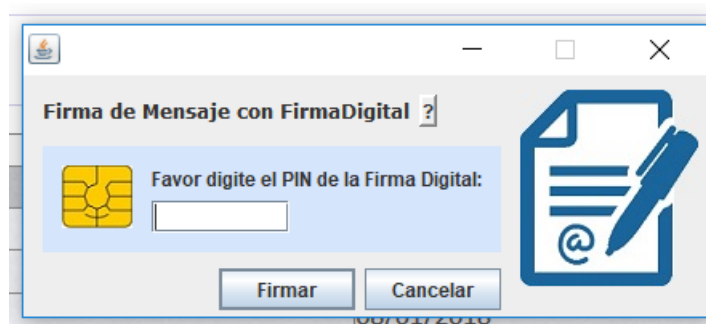 Firma de Mensaje con FirmaDigital ?
Favor digite el PIN de la Firma Digital:
@
Firmar Cancelar